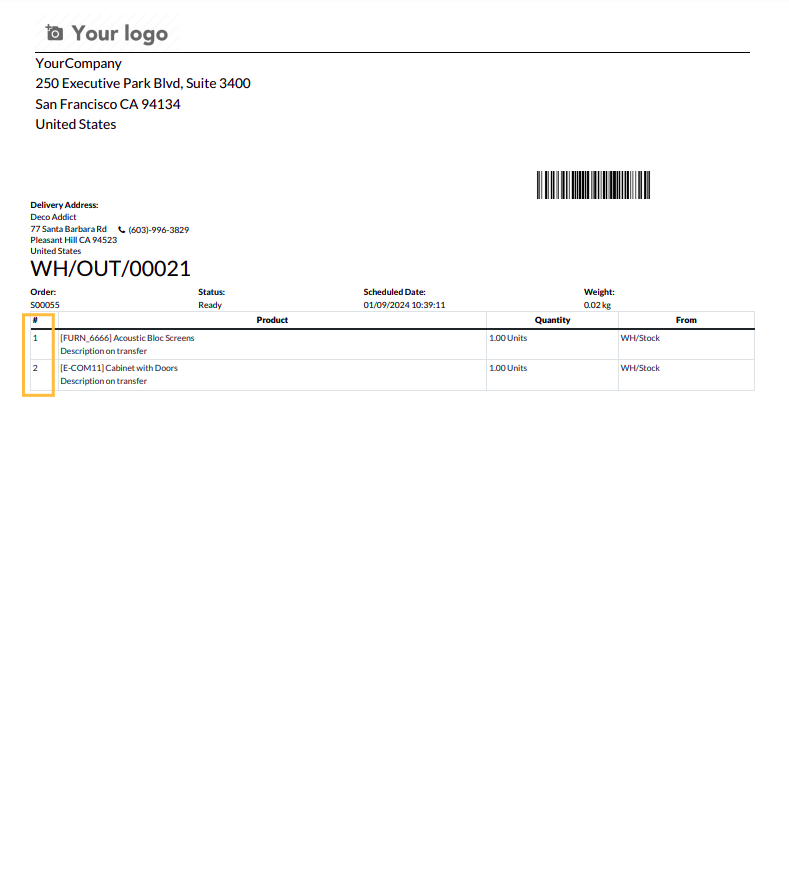 Your logo
YourCompany
250 Executive Park Blvd, Suite 3400
San Francisco CA 94134
United States
Delivery Address:
Deco Addict
77 Santa Barbara Rd (603)-996-3829
Pleasant Hill CA 94523
United States
WH/OUT/00021
Order: Status: Scheduled Date: Weight:
S00055 Ready 01/09/2024 10:39:11 0.02 kg
# Product Quantity From
1 [FURN_6666] Acoustic Bloc Screens 1.00 Units WH/Stock
Description on transfer
2 [E-COM11] Cabinet with Doors 1.00 Units WH/Stock
Description on transfer